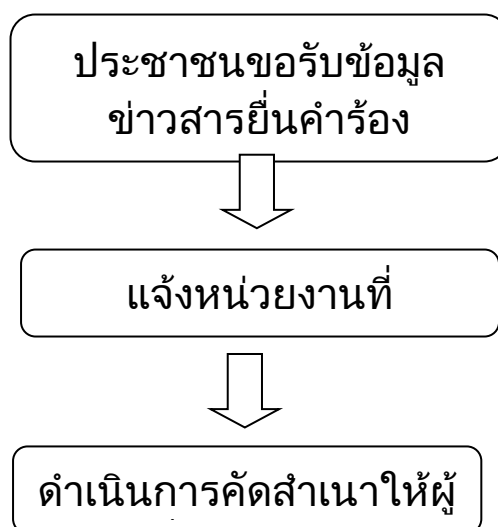 ประชาชนขอรับข้อมูล
ข่าวสารยื่นคำร้อง
แจ้งหน่วยงานที่
ดำเนินการคัดสำเนาให้ผู้